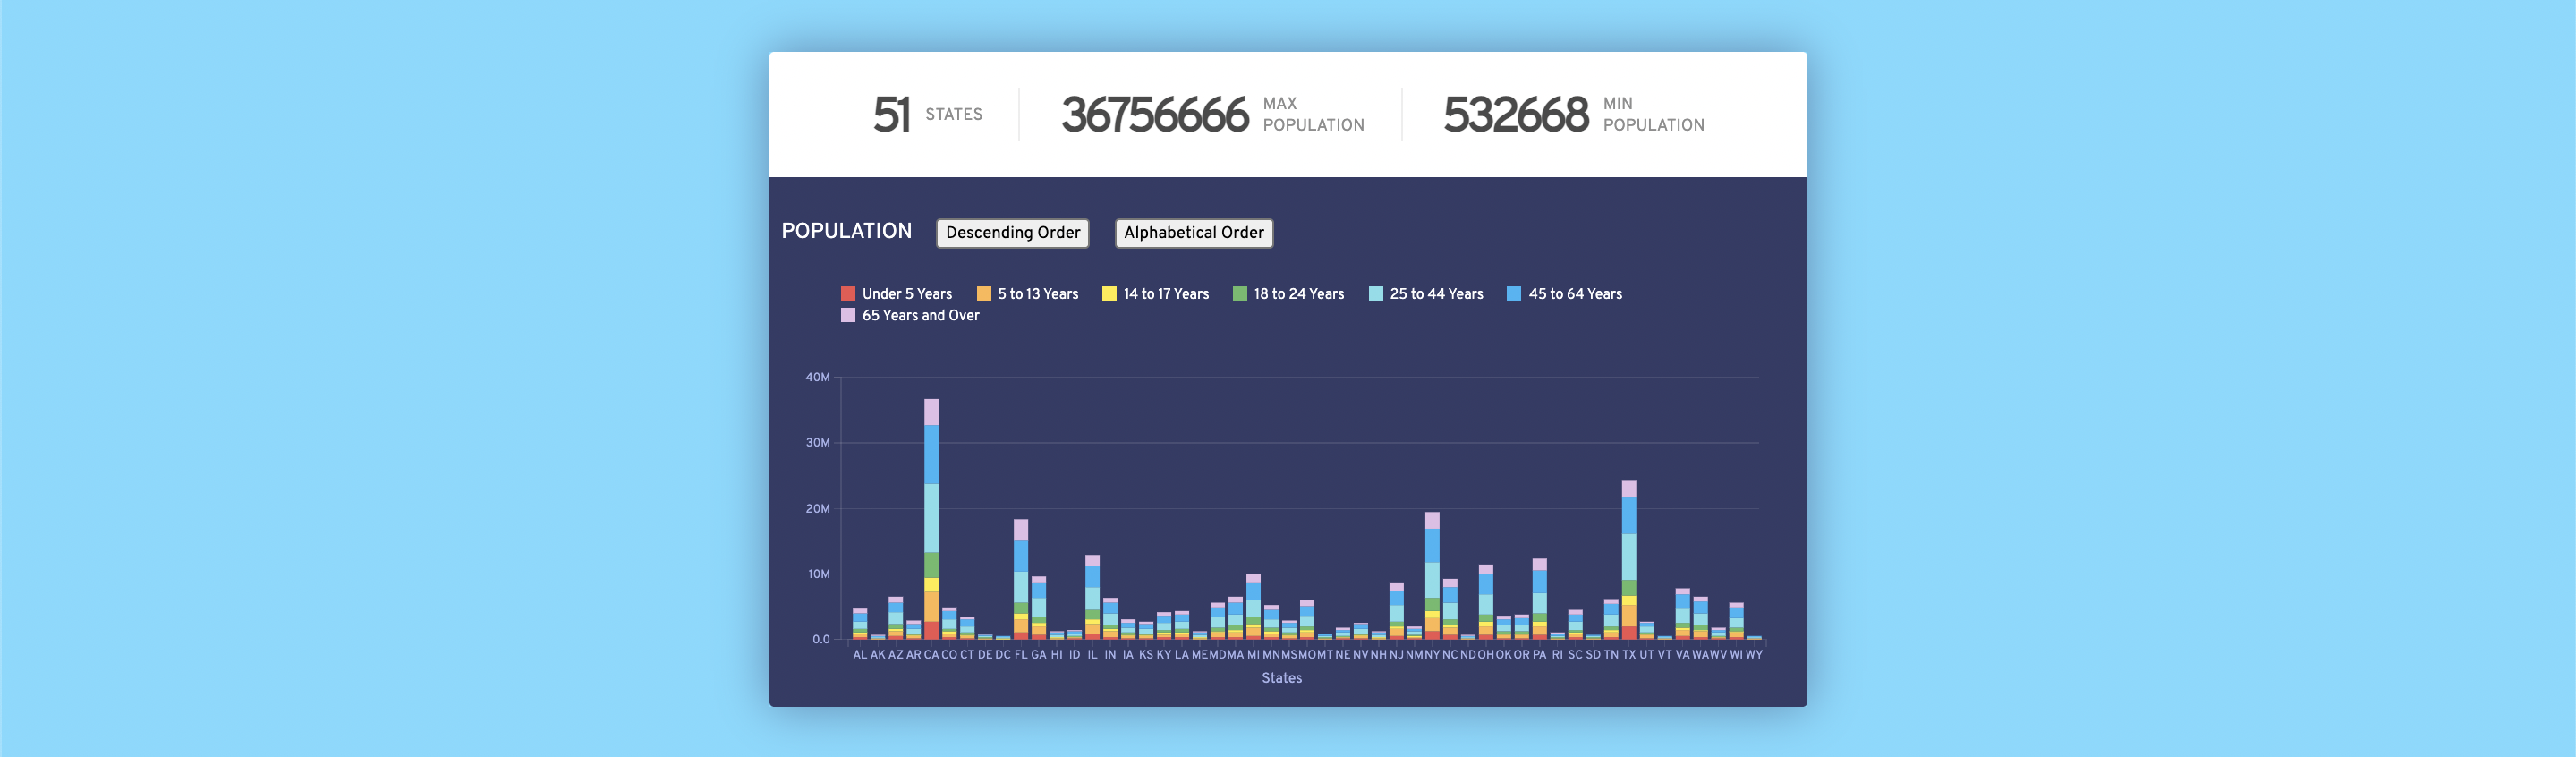 51 STATES 36756666 MAX POPULATION 532668 MIN POPULATION
POPULATION Descending Order Alphabetical Order
Under 5 Years 5 to 13 Years 14 to 17 Years 18 to 24 Years 25 to 44 Years 45 to 64 Years
65 Years and Over
40M
30M
20M
10M
0.0
AL AK AZ AR CA CO CT DE DC FL GA HI ID IL IN IA KS KY LA ME MD MA MI MN MS MO MT NE NV NH NJ NM NY NC ND OH OK OR PA RI SC SD TN TX UT VT VA WA WV WI WY
States